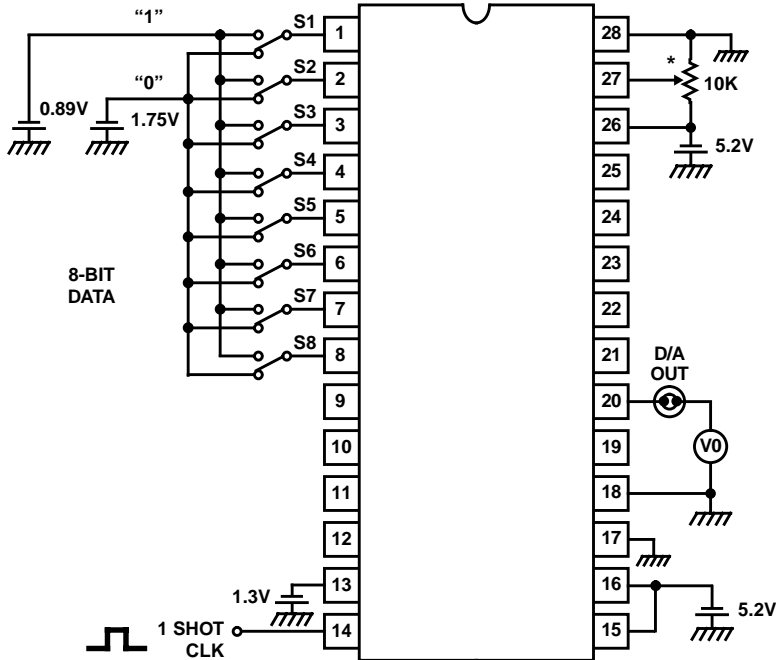 “1” S1 1 28
“0” S2 2 27 * 10K
0.89V 1.75V S3 3 26
5.2V
S4 4 25
S5 5 24
8-BIT
DATA
S6 6 23
S7 7 22
S8 8 21
D/A
OUT
9 20
10 19 V0
11 18
12 17
1.3V 13 16
5.2V
1 SHOT
CLK
14 15